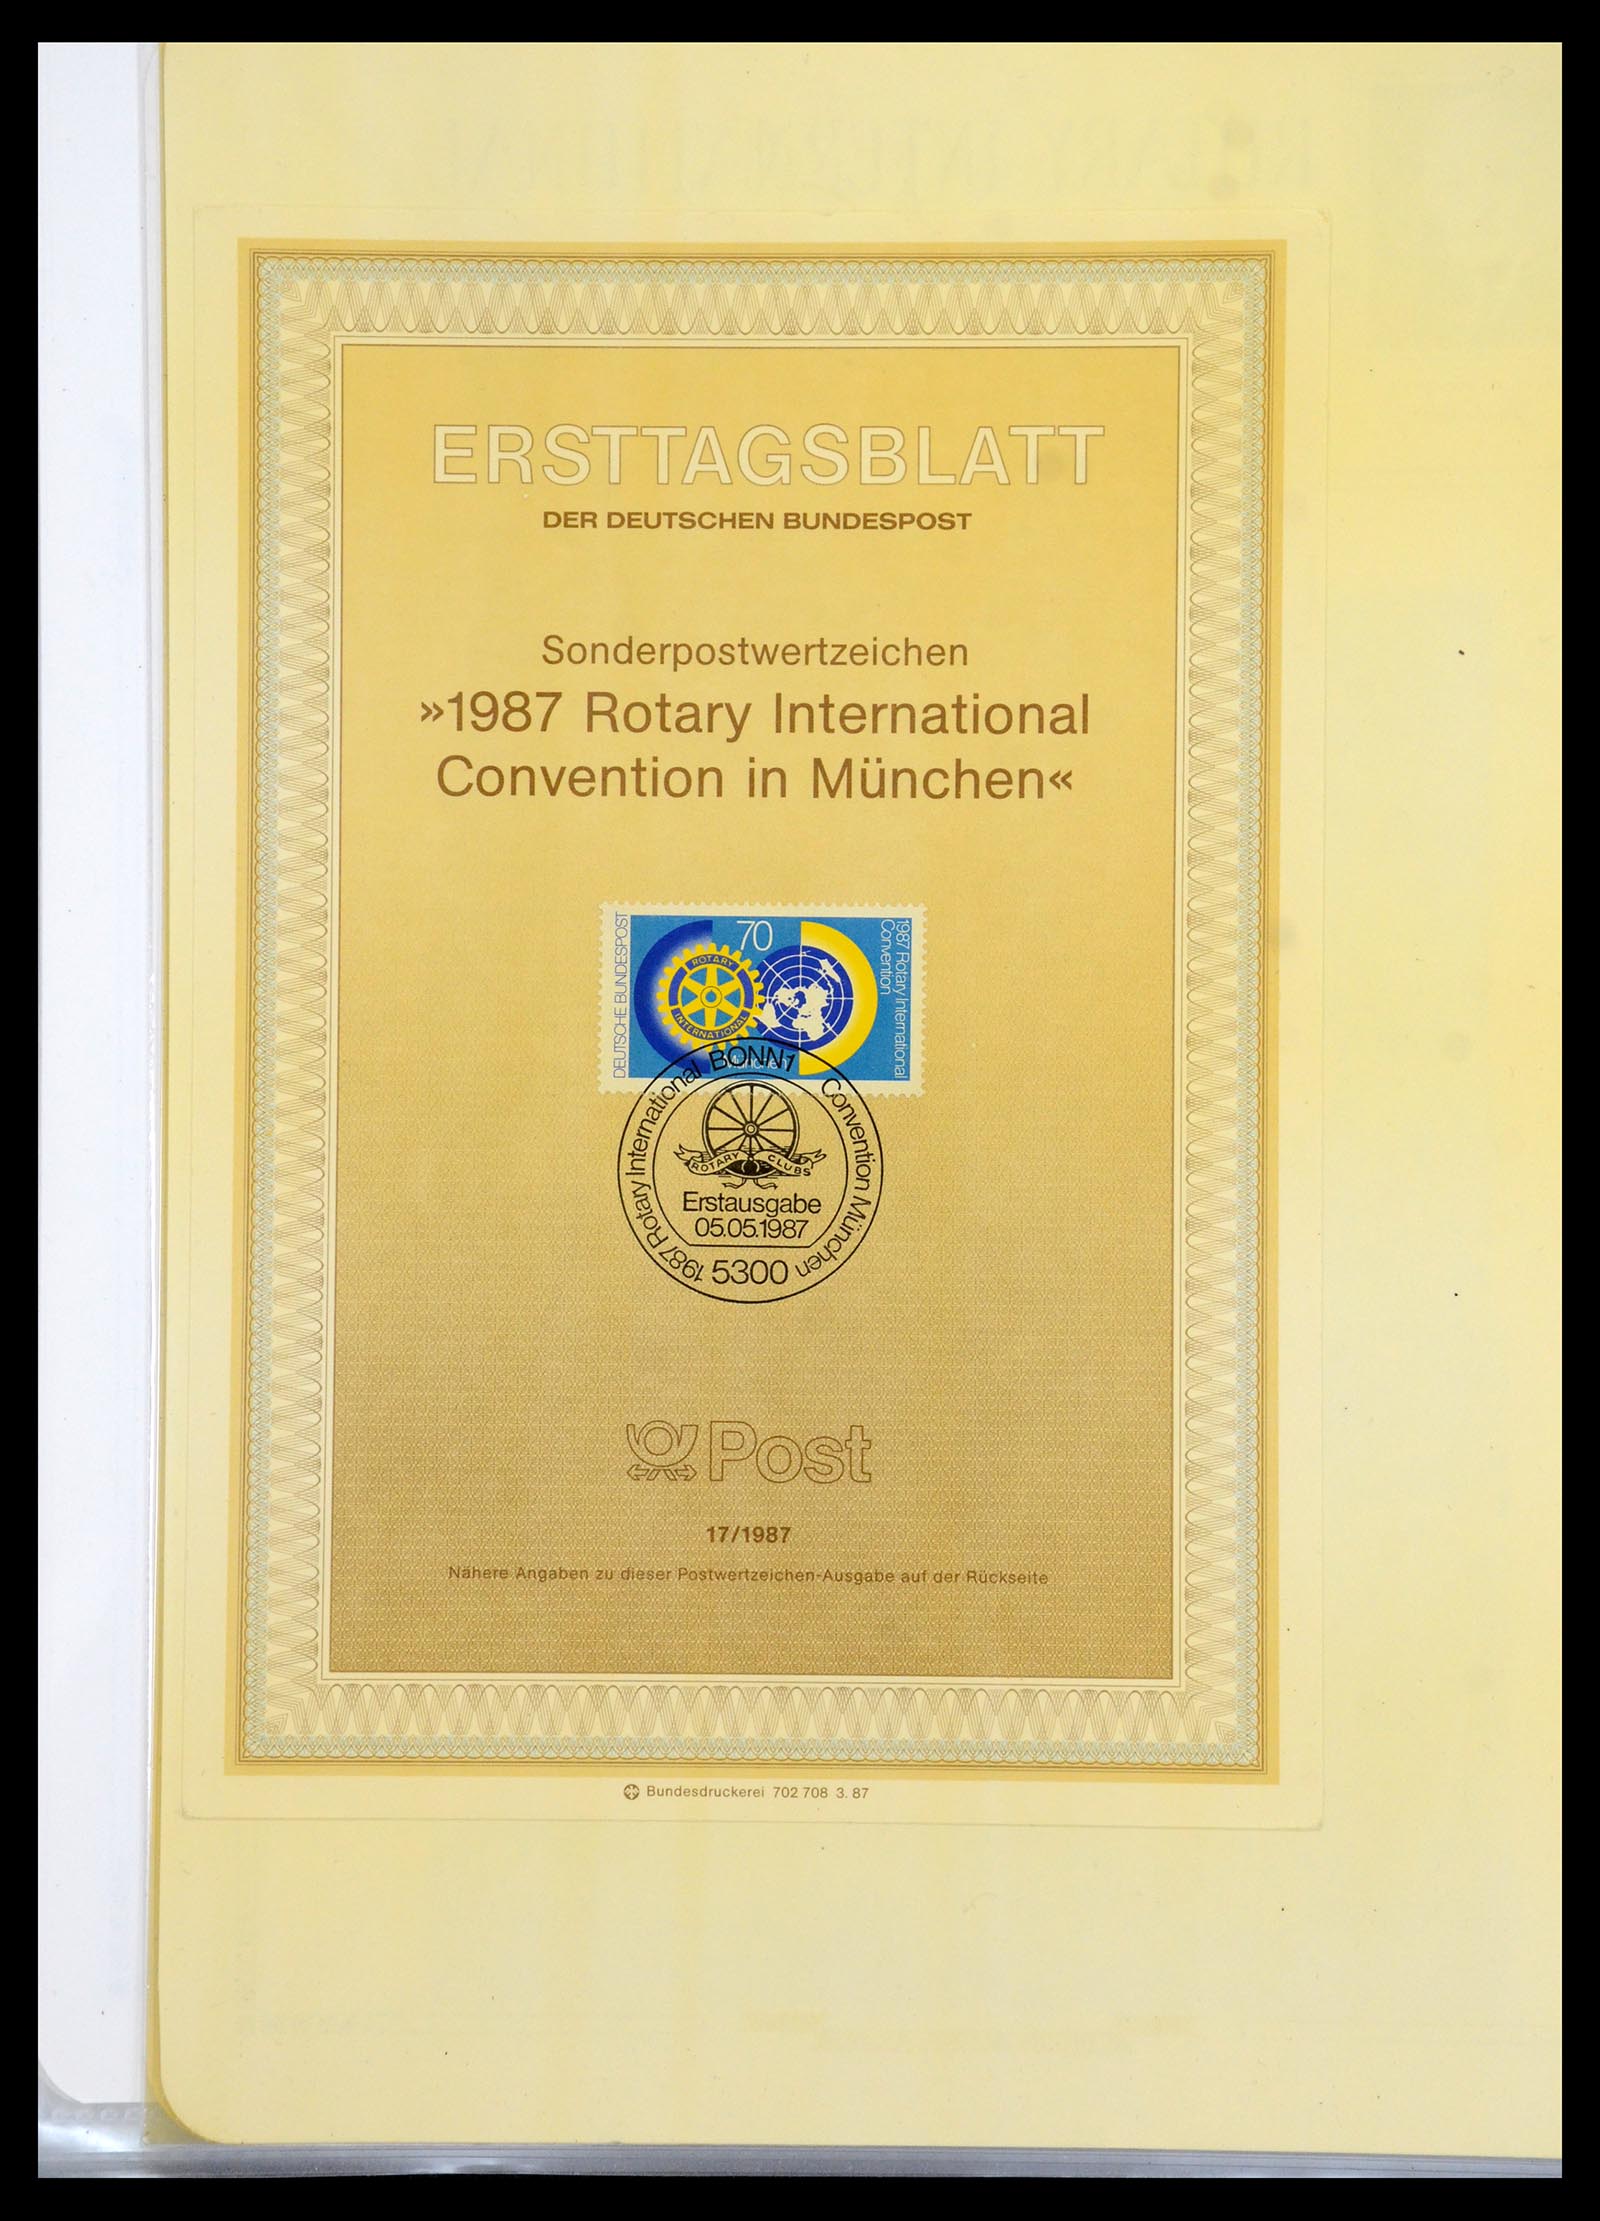 ERSTTAGSBLATT
DER DEUTSCHEN BUNDESPOST
Sonderpostwertzeichen
»1987 Rotary International
Convention in München«
DEUTSCHE BUNDESPOST
70
1987 Rotary International
Convention
ROTARY
INTERNATIONAL
München
BONN 1
1987 Rotary International
Convention München
ROTARY CLUBS
Erstausgabe
05.05.1987
5300
Post
17/1987
Nähere Angaben zu dieser Postwertzeichen-Ausgabe auf der Rückseite
Bundesdruckerei 702 708 3.87